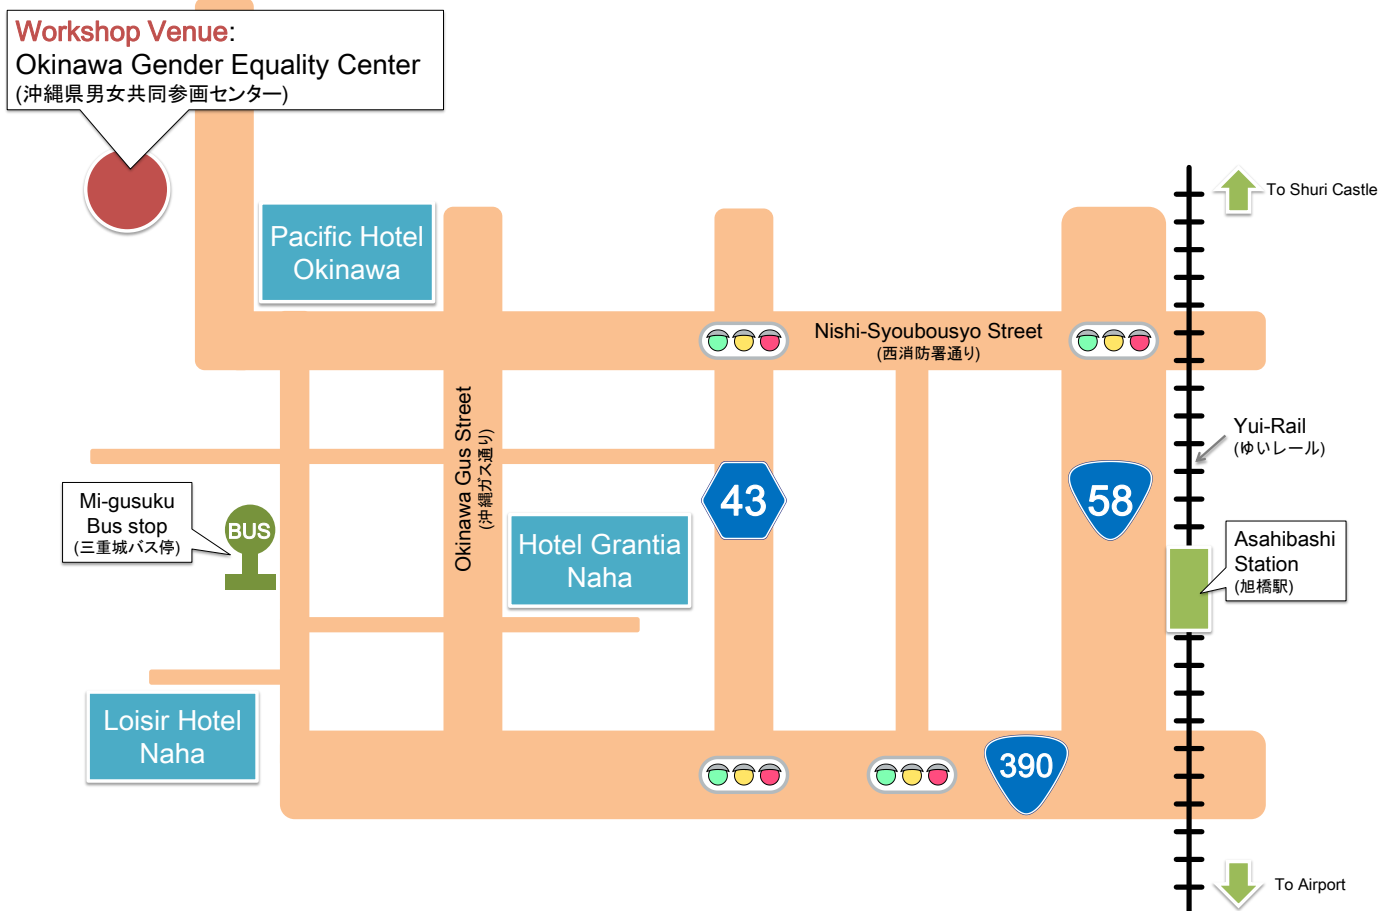 Workshop Venue:
Okinawa Gender Equality Center
(沖縄県男女共同参画センター)
To Shuri Castle
Pacific Hotel
Okinawa
Nishi-Syoubousyo Street
(西消防署通り)
Okinawa Gus Street
(沖縄ガス通り)
Yui-Rail
(ゆいレール)
43
58
Mi-gusuku
Bus stop
(三重城バス停)
BUS
Hotel Grantia
Naha
Asahibashi
Station
(旭橋駅)
Loisir Hotel
Naha
390
To Airport